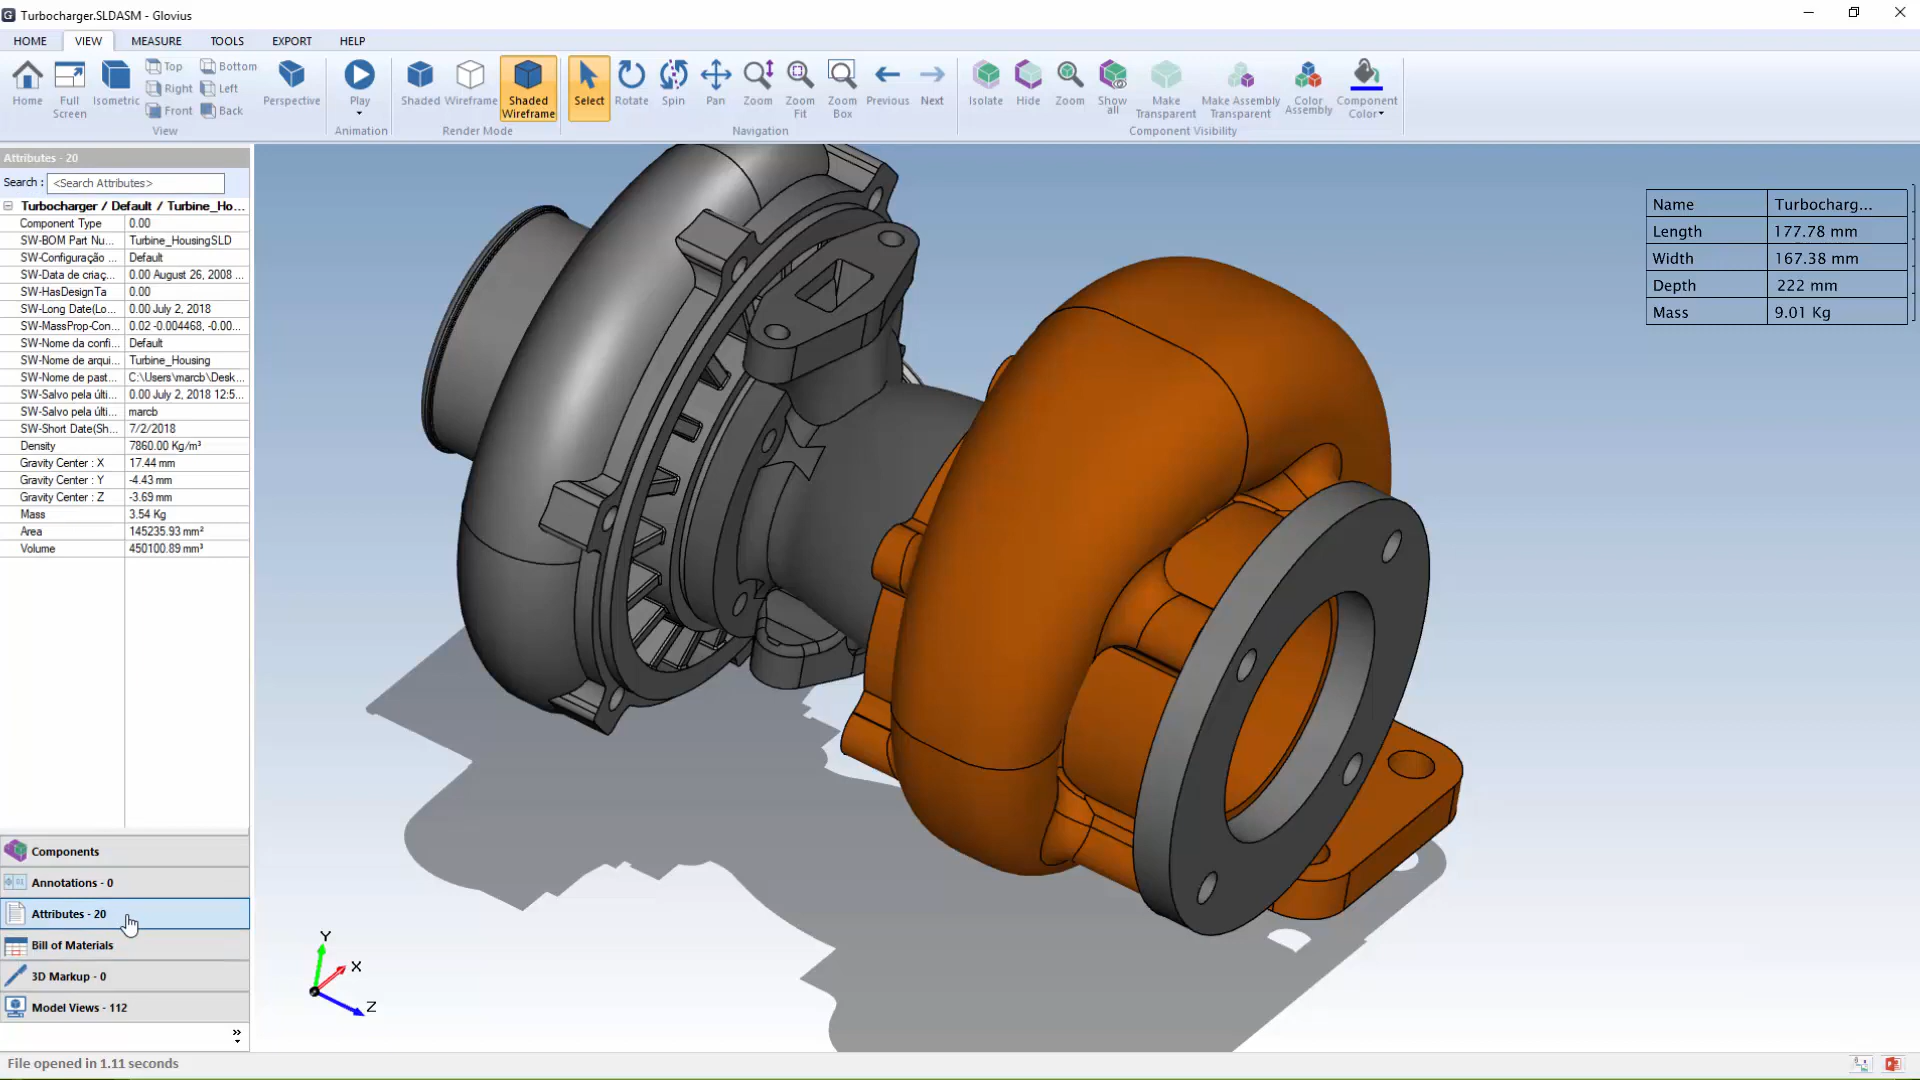 Turbocharger.SLDASM - Glovius
HOME VIEW MEASURE TOOLS EXPORT HELP
Home
Full Screen
Isometric
Top Bottom
Right Left
Front Back
Perspective
View
Play
Animation
Shaded
Wireframe
Shaded Wireframe
Render Mode
Select
Rotate
Spin
Pan
Zoom
Zoom Fit
Zoom Box
Previous
Next
Navigation
Isolate
Hide
Zoom
Show all
Make Transparent
Make Assembly Transparent
Color Assembly
Component Color
Component Visibility
Attributes - 20
Search : <Search Attributes>
Turbocharger / Default / Turbine_Ho...
Component Type 0.00
SW-BOM Part Nu... Turbine_HousingSLD
SW-Configuração ... Default
SW-Data de criaç... 0.00 August 26, 2008 ...
SW-HasDesignTa 0.00
SW-Long Date(Lo... 0.00 July 2, 2018
SW-MassProp-Con... 0.02 -0.004468, -0.00...
SW-Nome da confi... Default
SW-Nome de arqui... Turbine_Housing
SW-Nome de past... C:\Users\marcb\Desk...
SW-Salvo pela últi... 0.00 July 2, 2018 12:5...
SW-Salvo pela últi... marcb
SW-Short Date(Sh... 7/2/2018
Density 7860.00 Kg/m³
Gravity Center : X 17.44 mm
Gravity Center : Y -4.43 mm
Gravity Center : Z -3.69 mm
Mass 3.54 Kg
Area 145235.93 mm²
Volume 450100.89 mm³
Components
Annotations - 0
Attributes - 20
Bill of Materials
3D Markup - 0
Model Views - 112
File opened in 1.11 seconds
Name Turbocharg...
Length 177.78 mm
Width 167.38 mm
Depth 222 mm
Mass 9.01 Kg
Y
X
Z